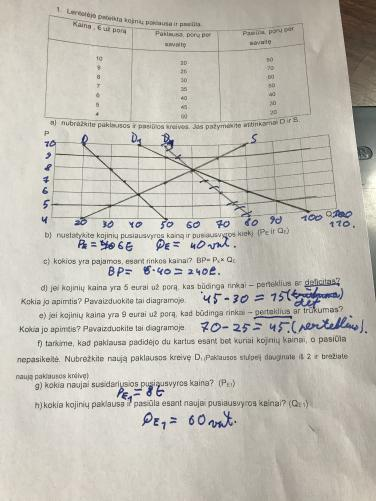 1. Lentelėje pateikta kojinių paklausa ir pasiūla.
Kaina, € už porą Paklausa, porų per savaitę Pasiūla, porų per savaitę
10 20 80
9 25 70
8 30 60
7 35 50
6 40 40
5 45 30
4 50 20
a) nubrėžkite paklausos ir pasiūlos kreives. Jas pažymėkite atitinkamai D ir S.
P
10 D D1 S
9
8
7
6
5
4 20 30 40 50 60 70 80 90 100 110.
b) nustatykite kojinių pusiausvyros kainą ir pusiausvyros kiekį (PE ir QE)
PE = 6€ QE = 40 vnt.
c) kokios yra pajamos, esant rinkos kainai? BP= PE× QE
BP= 6·40 = 240€.
d) jei kojinių kaina yra 5 eurai už porą, kas būdinga rinkai – perteklius ar deficitas?
Kokia jo apimtis? Pavaizduokite tai diagramoje. 45-30 = 15 def
e) jei kojinių kaina yra 9 eurai už porą, kad būdinga rinkai – perteklius ar trūkumas?
Kokia jo apimtis? Pavaizduokite tai diagramoje. 70-25 = 45 (perteklius).
f) tarkime, kad paklausa padidėjo du kartus esant bet kuriai kojinių kainai, o pasiūla
nepasikeitė. Nubrėžkite naują paklausos kreivę D1 (Paklausos stulpelį dauginate iš 2 ir brėžiate
naują paklausos kreivę)
g) kokia naujai susidariusios pusiausvyros kaina? (PE1)
PE1 = 8€
h) kokia kojinių paklausa ir pasiūla esant naujai pusiausvyros kainai? (QE1)
QE1 = 60 vnt.